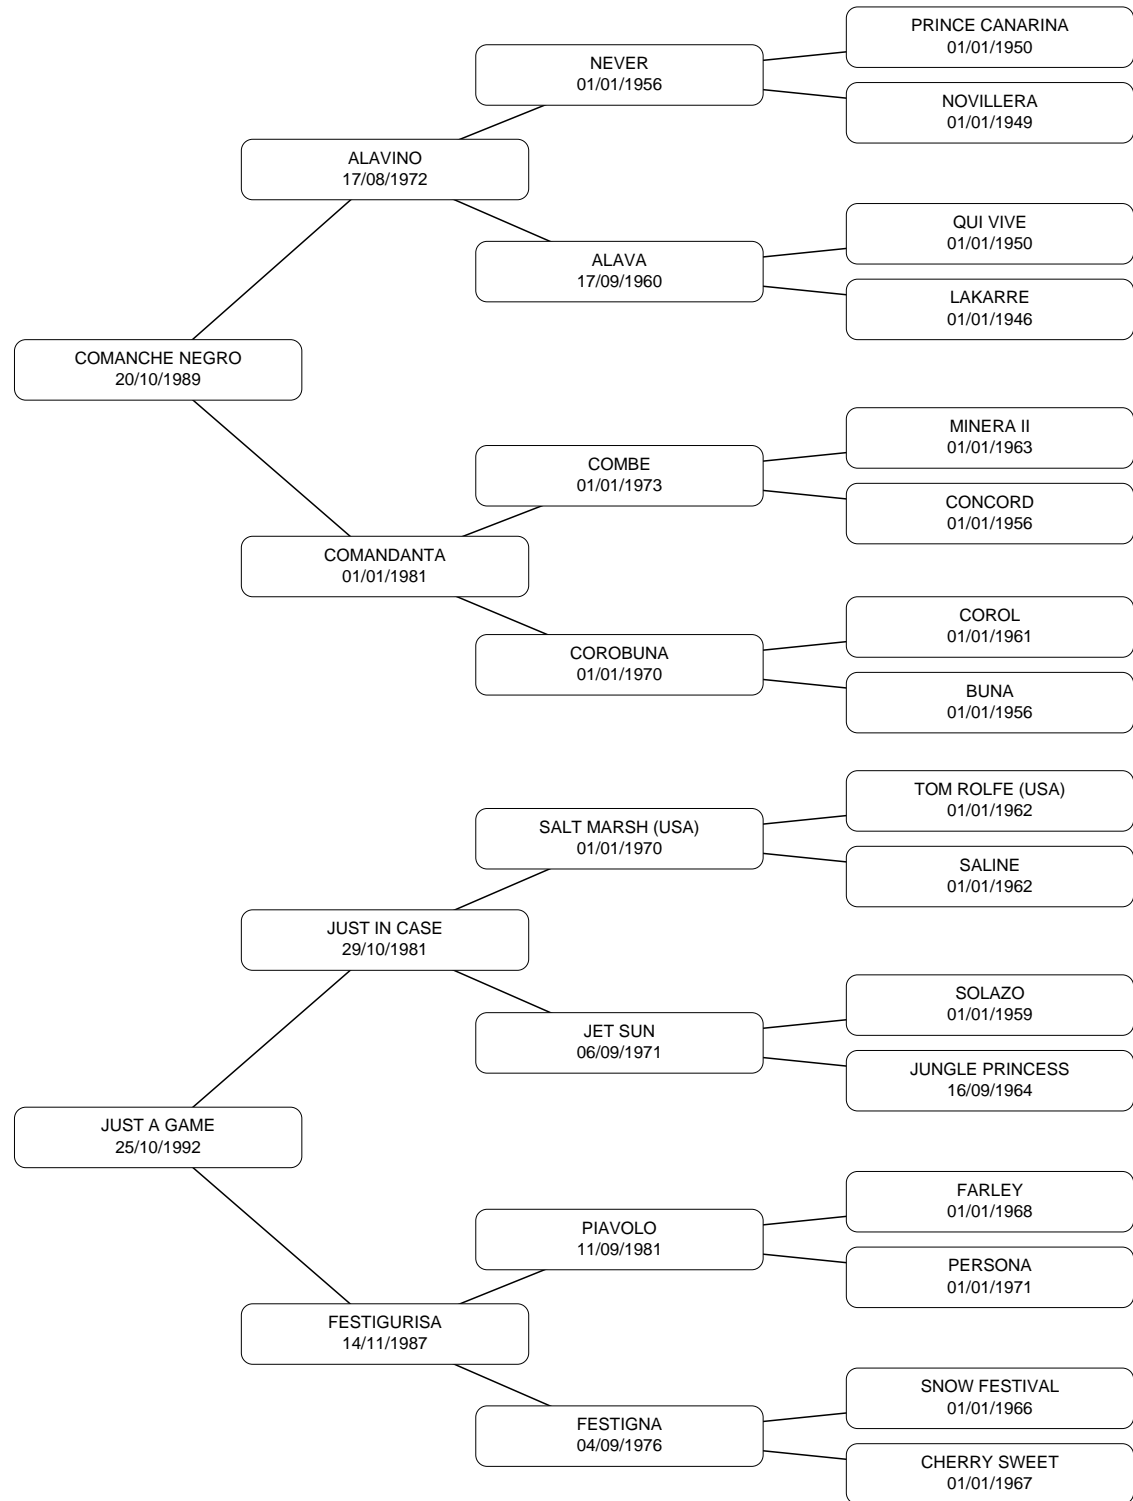 PRINCE CANARINA
01/01/1950
NEVER
01/01/1956
NOVILLERA
01/01/1949
ALAVINO
17/08/1972
QUI VIVE
01/01/1950
ALAVA
17/09/1960
LAKARRE
01/01/1946
COMANCHE NEGRO
20/10/1989
MINERA II
01/01/1963
COMBE
01/01/1973
CONCORD
01/01/1956
COMANDANTA
01/01/1981
COROL
01/01/1961
COROBUNA
01/01/1970
BUNA
01/01/1956
TOM ROLFE (USA)
01/01/1962
SALT MARSH (USA)
01/01/1970
SALINE
01/01/1962
JUST IN CASE
29/10/1981
SOLAZO
01/01/1959
JET SUN
06/09/1971
JUNGLE PRINCESS
16/09/1964
JUST A GAME
25/10/1992
FARLEY
01/01/1968
PIAVOLO
11/09/1981
PERSONA
01/01/1971
FESTIGURISA
14/11/1987
SNOW FESTIVAL
01/01/1966
FESTIGNA
04/09/1976
CHERRY SWEET
01/01/1967